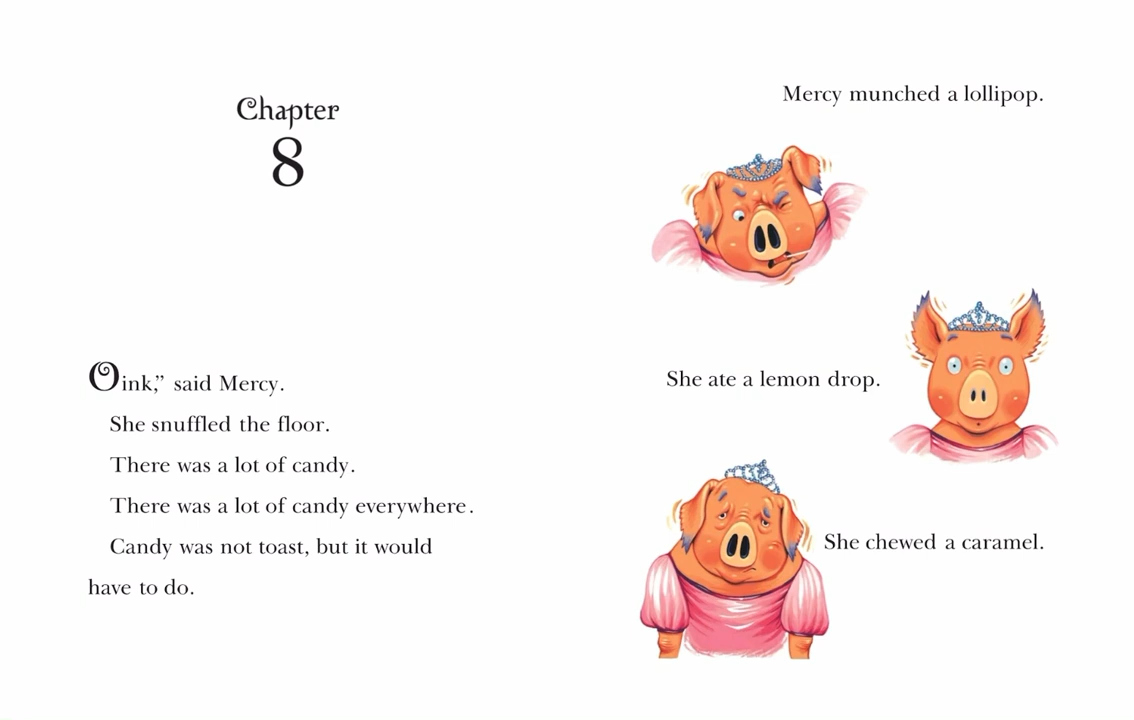 Chapter
8
Oink,” said Mercy.
She snuffled the floor.
There was a lot of candy.
There was a lot of candy everywhere.
Candy was not toast, but it would
have to do.
Mercy munched a lollipop.
She ate a lemon drop.
She chewed a caramel.